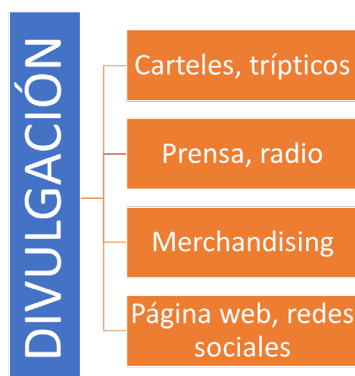 DIVULGACIÓN
Carteles, trípticos
Prensa, radio
Merchandising
Página web, redes
sociales